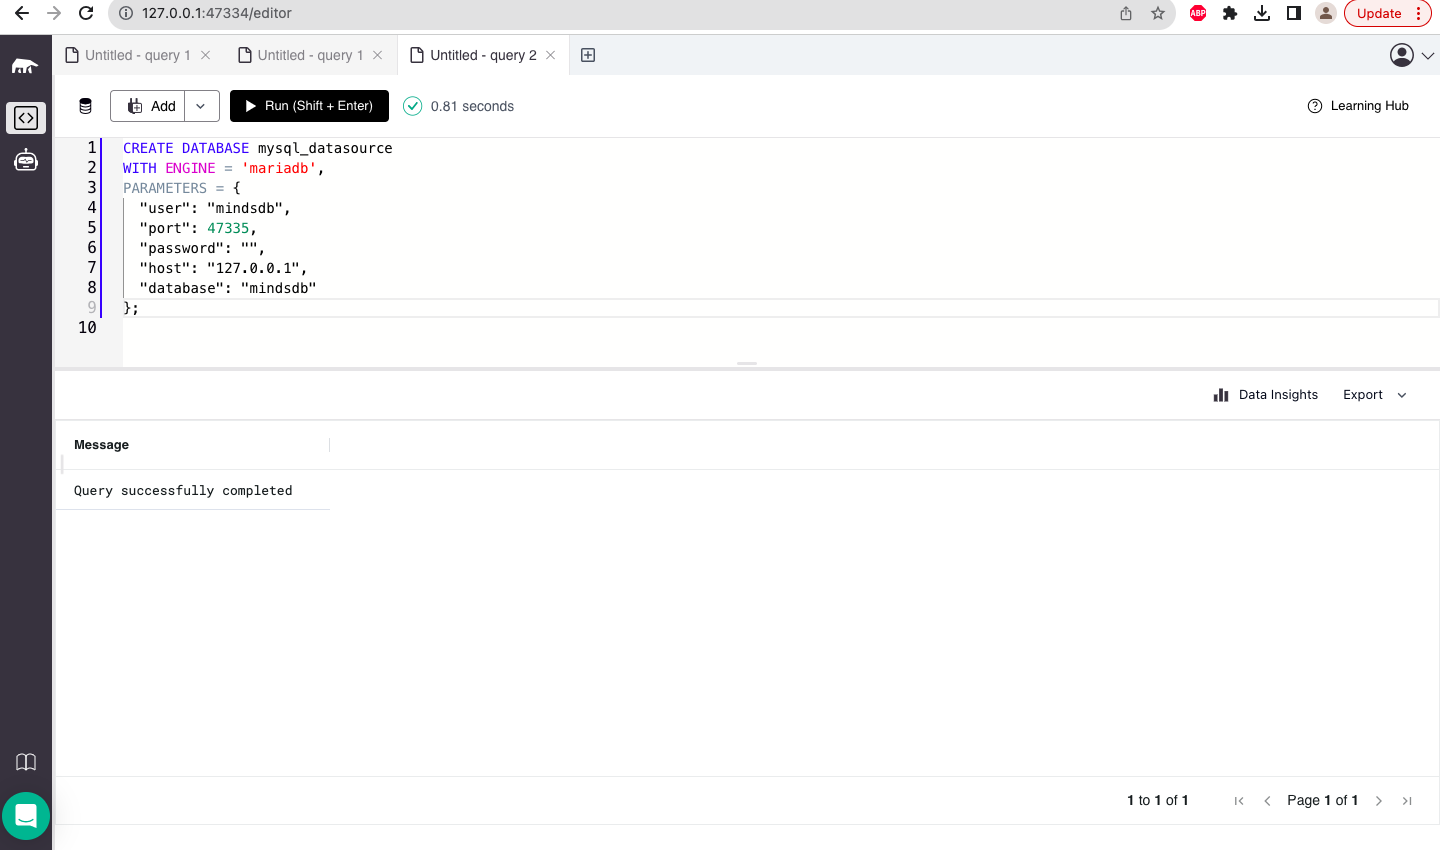 127.0.0.1:47334/editor
ABP
Update
Untitled - query 1
Untitled - query 1
Untitled - query 2
Add
Run (Shift + Enter)
0.81 seconds
Learning Hub
1 CREATE DATABASE mysql_datasource
2 WITH ENGINE = 'mariadb',
3 PARAMETERS = {
4 "user": "mindsdb",
5 "port": 47335,
6 "password": "",
7 "host": "127.0.0.1",
8 "database": "mindsdb"
9 };
10
Data Insights
Export
Message
Query successfully completed
1 to 1 of 1
Page 1 of 1